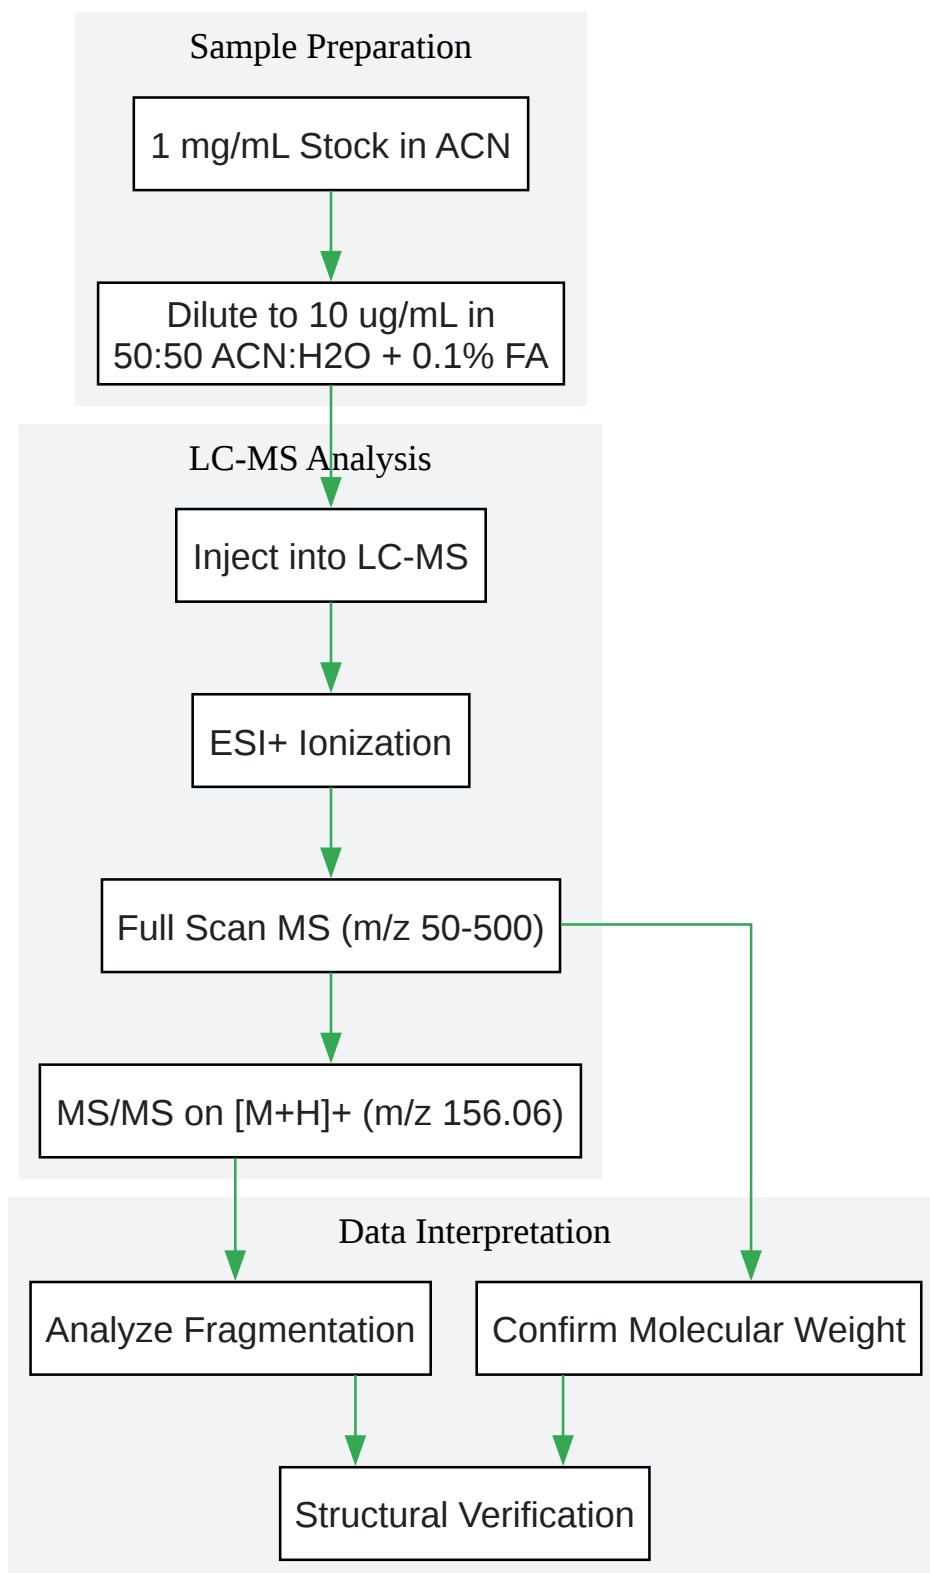 Sample Preparation
1 mg/mL Stock in ACN
Dilute to 10 ug/mL in
50:50 ACN:H2O + 0.1% FA
LC-MS Analysis
Inject into LC-MS
ESI+ Ionization
Full Scan MS (m/z 50-500)
MS/MS on [M+H]+ (m/z 156.06)
Data Interpretation
Analyze Fragmentation
Confirm Molecular Weight
Structural Verification